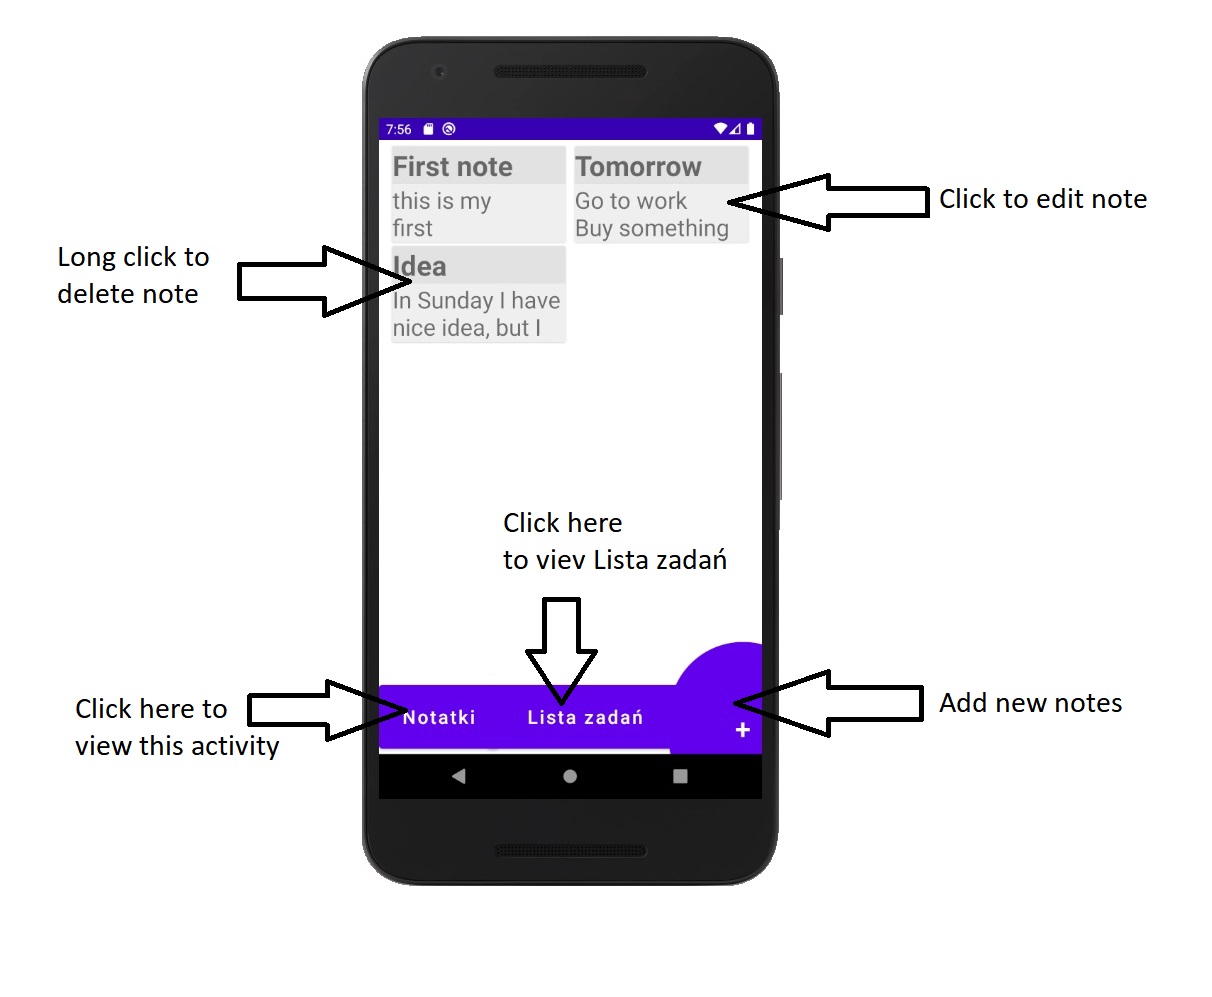 7:56
First note
this is my
first
Tomorrow
Go to work
Buy something
Click to edit note
Long click to
delete note
Idea
In Sunday I have
nice idea, but I
Click here
to viev Lista zadań
Click here to
view this activity
Notatki
Lista zadań
+
Add new notes